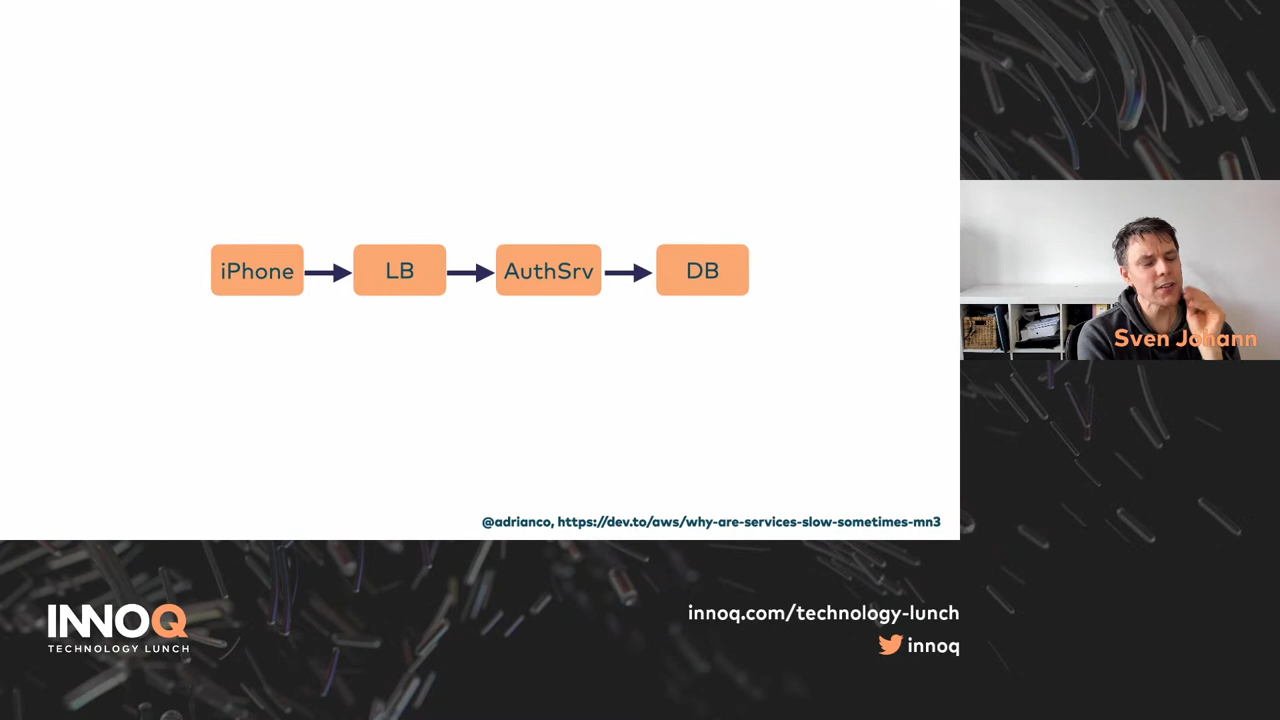 iPhone
LB
AuthSrv
DB
@adrianco, https://dev.to/aws/why-are-services-slow-sometimes-mn3
Sven Johann
INNOQ
TECHNOLOGY LUNCH
innoq.com/technology-lunch
innoq